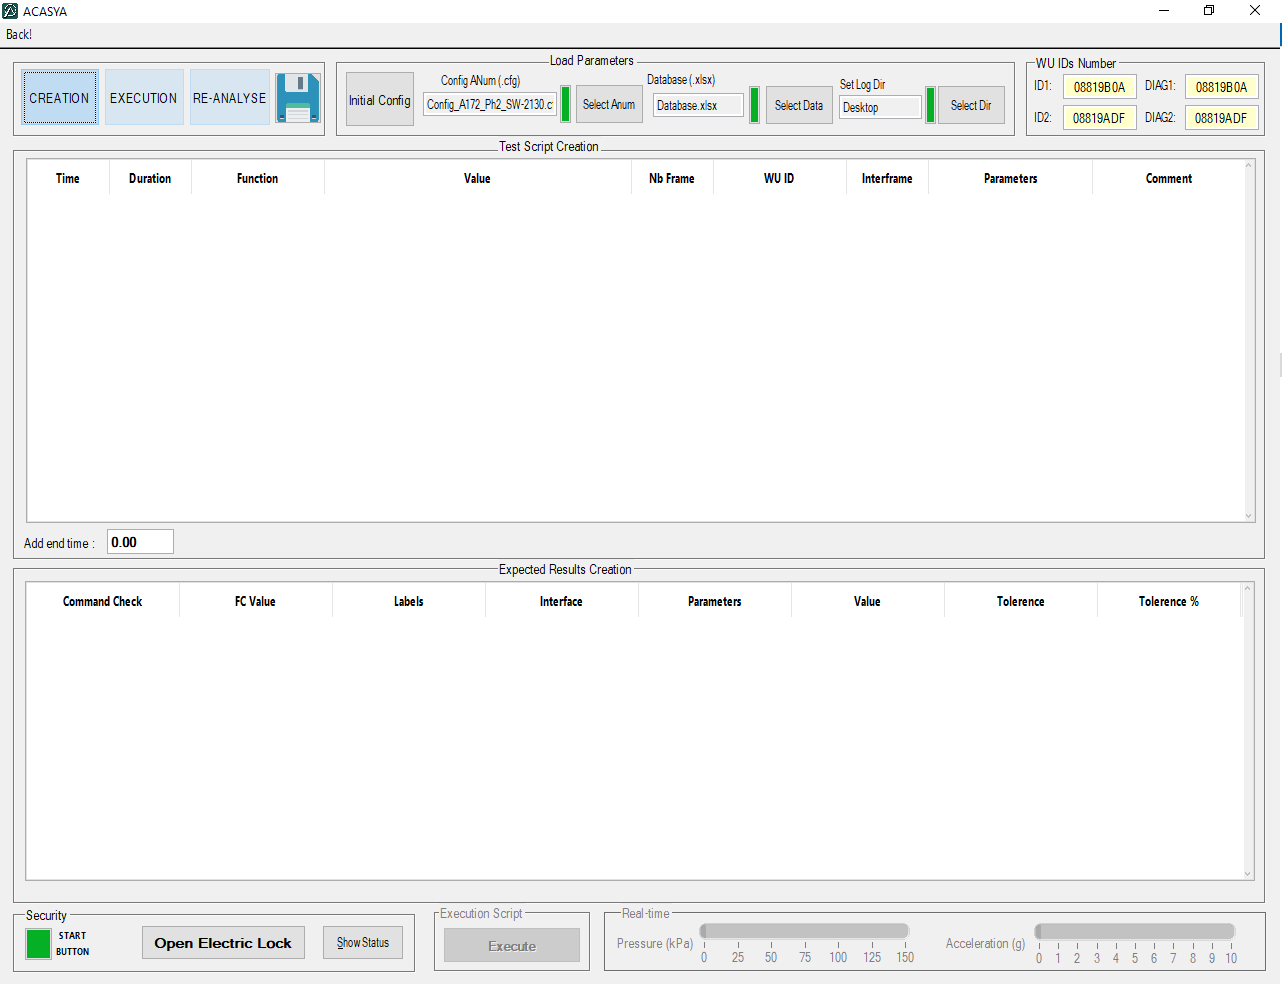 ACASYA
Back!
CREATION EXECUTION RE-ANALYSE
Load Parameters
Initial Config
Config ANum (.cfg)
Config_A172_Ph2_SW-2130.c
Select Anum
Database (.xlsx)
Database.xlsx
Select Data
Set Log Dir
Desktop
Select Dir
WU IDs Number
ID1: 08819B0A DIAG1: 08819B0A
ID2: 08819ADF DIAG2: 08819ADF
Test Script Creation
Time Duration Function Value Nb Frame WU ID Interframe Parameters Comment
Add end time : 0.00
Expected Results Creation
Command Check FC Value Labels Interface Parameters Value Tolerence Tolerence %
Security
START
BUTTON
Open Electric Lock
Show Status
Execution Script
Execute
Real-time
Pressure (kPa)
0 25 50 75 100 125 150
Acceleration (g)
0 1 2 3 4 5 6 7 8 9 10